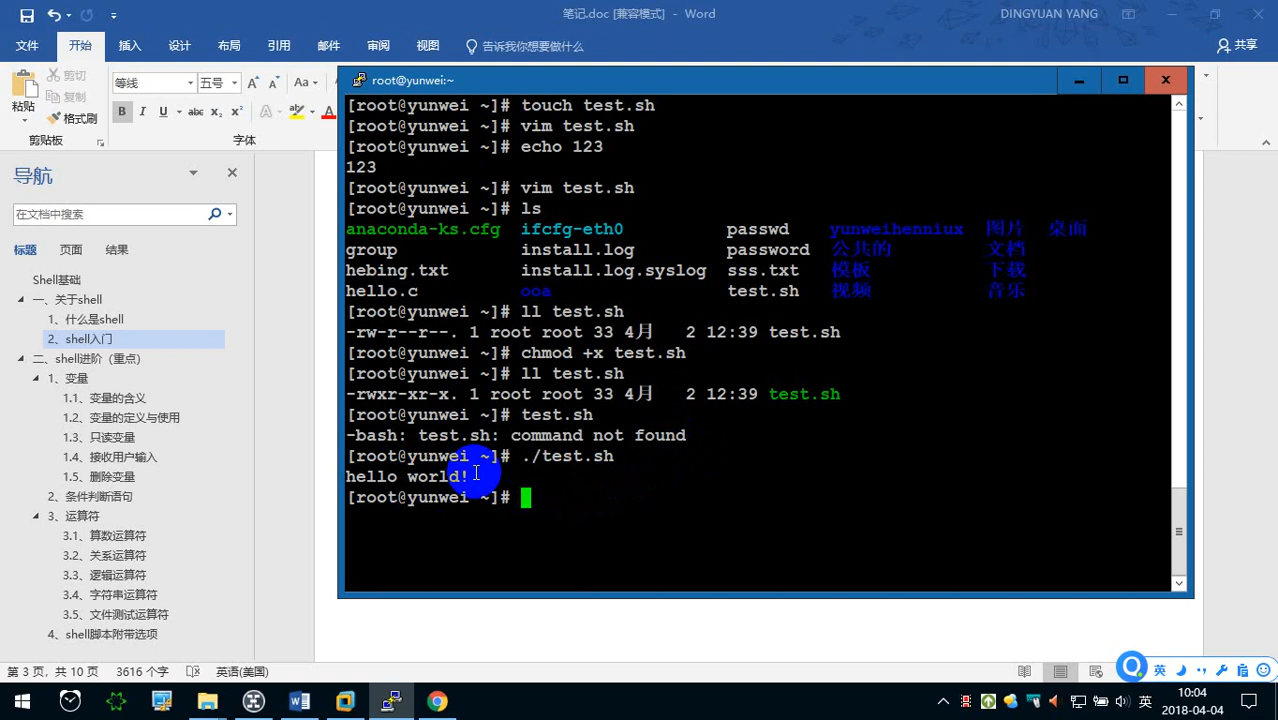 笔记.doc [兼容模式] - Word
DINGYUAN YANG
文件 开始 插入 设计 布局 引用 邮件 审阅 视图 告诉我你想要做什么 共享
粘贴
剪切
复制
格式刷
剪贴板
等线 五号 A A Aa
B I U abc x₂ x² A A
字体
导航
在文档中搜索
标题 页面 结果
Shell基础
一、关于shell
1、什么是shell
2、shell入门
二、shell进阶（重点）
1、变量
1.1、变量的含义
1.2、变量的定义与使用
1.3、只读变量
1.4、接收用户输入
1.5、删除变量
2、条件判断语句
3、运算符
3.1、算数运算符
3.2、关系运算符
3.3、逻辑运算符
3.4、字符串运算符
3.5、文件测试运算符
4、shell脚本附带选项
root@yunwei:~
[root@yunwei ~]# touch test.sh
[root@yunwei ~]# vim test.sh
[root@yunwei ~]# echo 123
123
[root@yunwei ~]# vim test.sh
[root@yunwei ~]# ls
anaconda-ks.cfg ifcfg-eth0 passwd yunweihenniux 图片 桌面
group install.log password 公共的 文档
hebing.txt install.log.syslog sss.txt 模板 下载
hello.c ooa test.sh 视频 音乐
[root@yunwei ~]# ll test.sh
-rw-r--r--. 1 root root 33 4月 2 12:39 test.sh
[root@yunwei ~]# chmod +x test.sh
[root@yunwei ~]# ll test.sh
-rwxr-xr-x. 1 root root 33 4月 2 12:39 test.sh
[root@yunwei ~]# test.sh
-bash: test.sh: command not found
[root@yunwei ~]# ./test.sh
hello world!
[root@yunwei ~]#
第 3 页，共 10 页 3616 个字 英语(美国)
英
英 10:04
2018-04-04